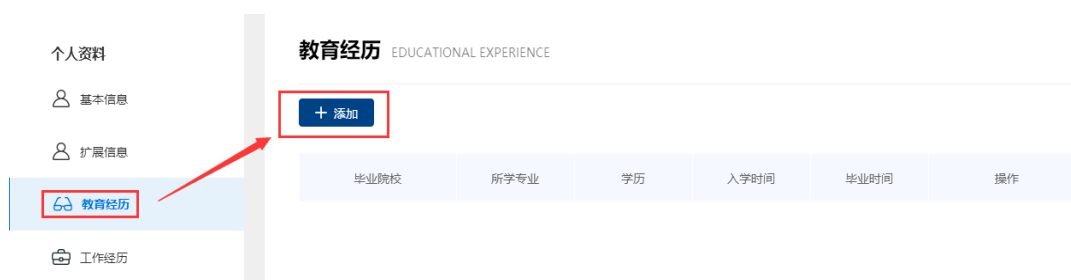 个人资料
基本信息
扩展信息
教育经历
工作经历
教育经历 EDUCATIONAL EXPERIENCE
+ 添加
毕业院校 所学专业 学历 入学时间 毕业时间 操作